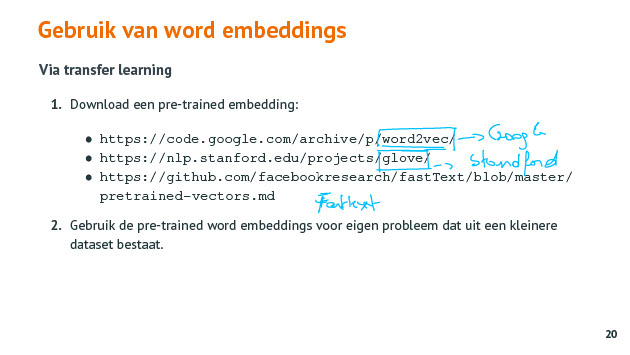 Gebruik van word embeddings
Via transfer learning
1. Download een pre-trained embedding:
● https://code.google.com/archive/p/word2vec/ → Google
● https://nlp.stanford.edu/projects/glove/ → Standford
● https://github.com/facebookresearch/fastText/blob/master/
pretrained-vectors.md
Fasttext
2. Gebruik de pre-trained word embeddings voor eigen probleem dat uit een kleinere
dataset bestaat.
20